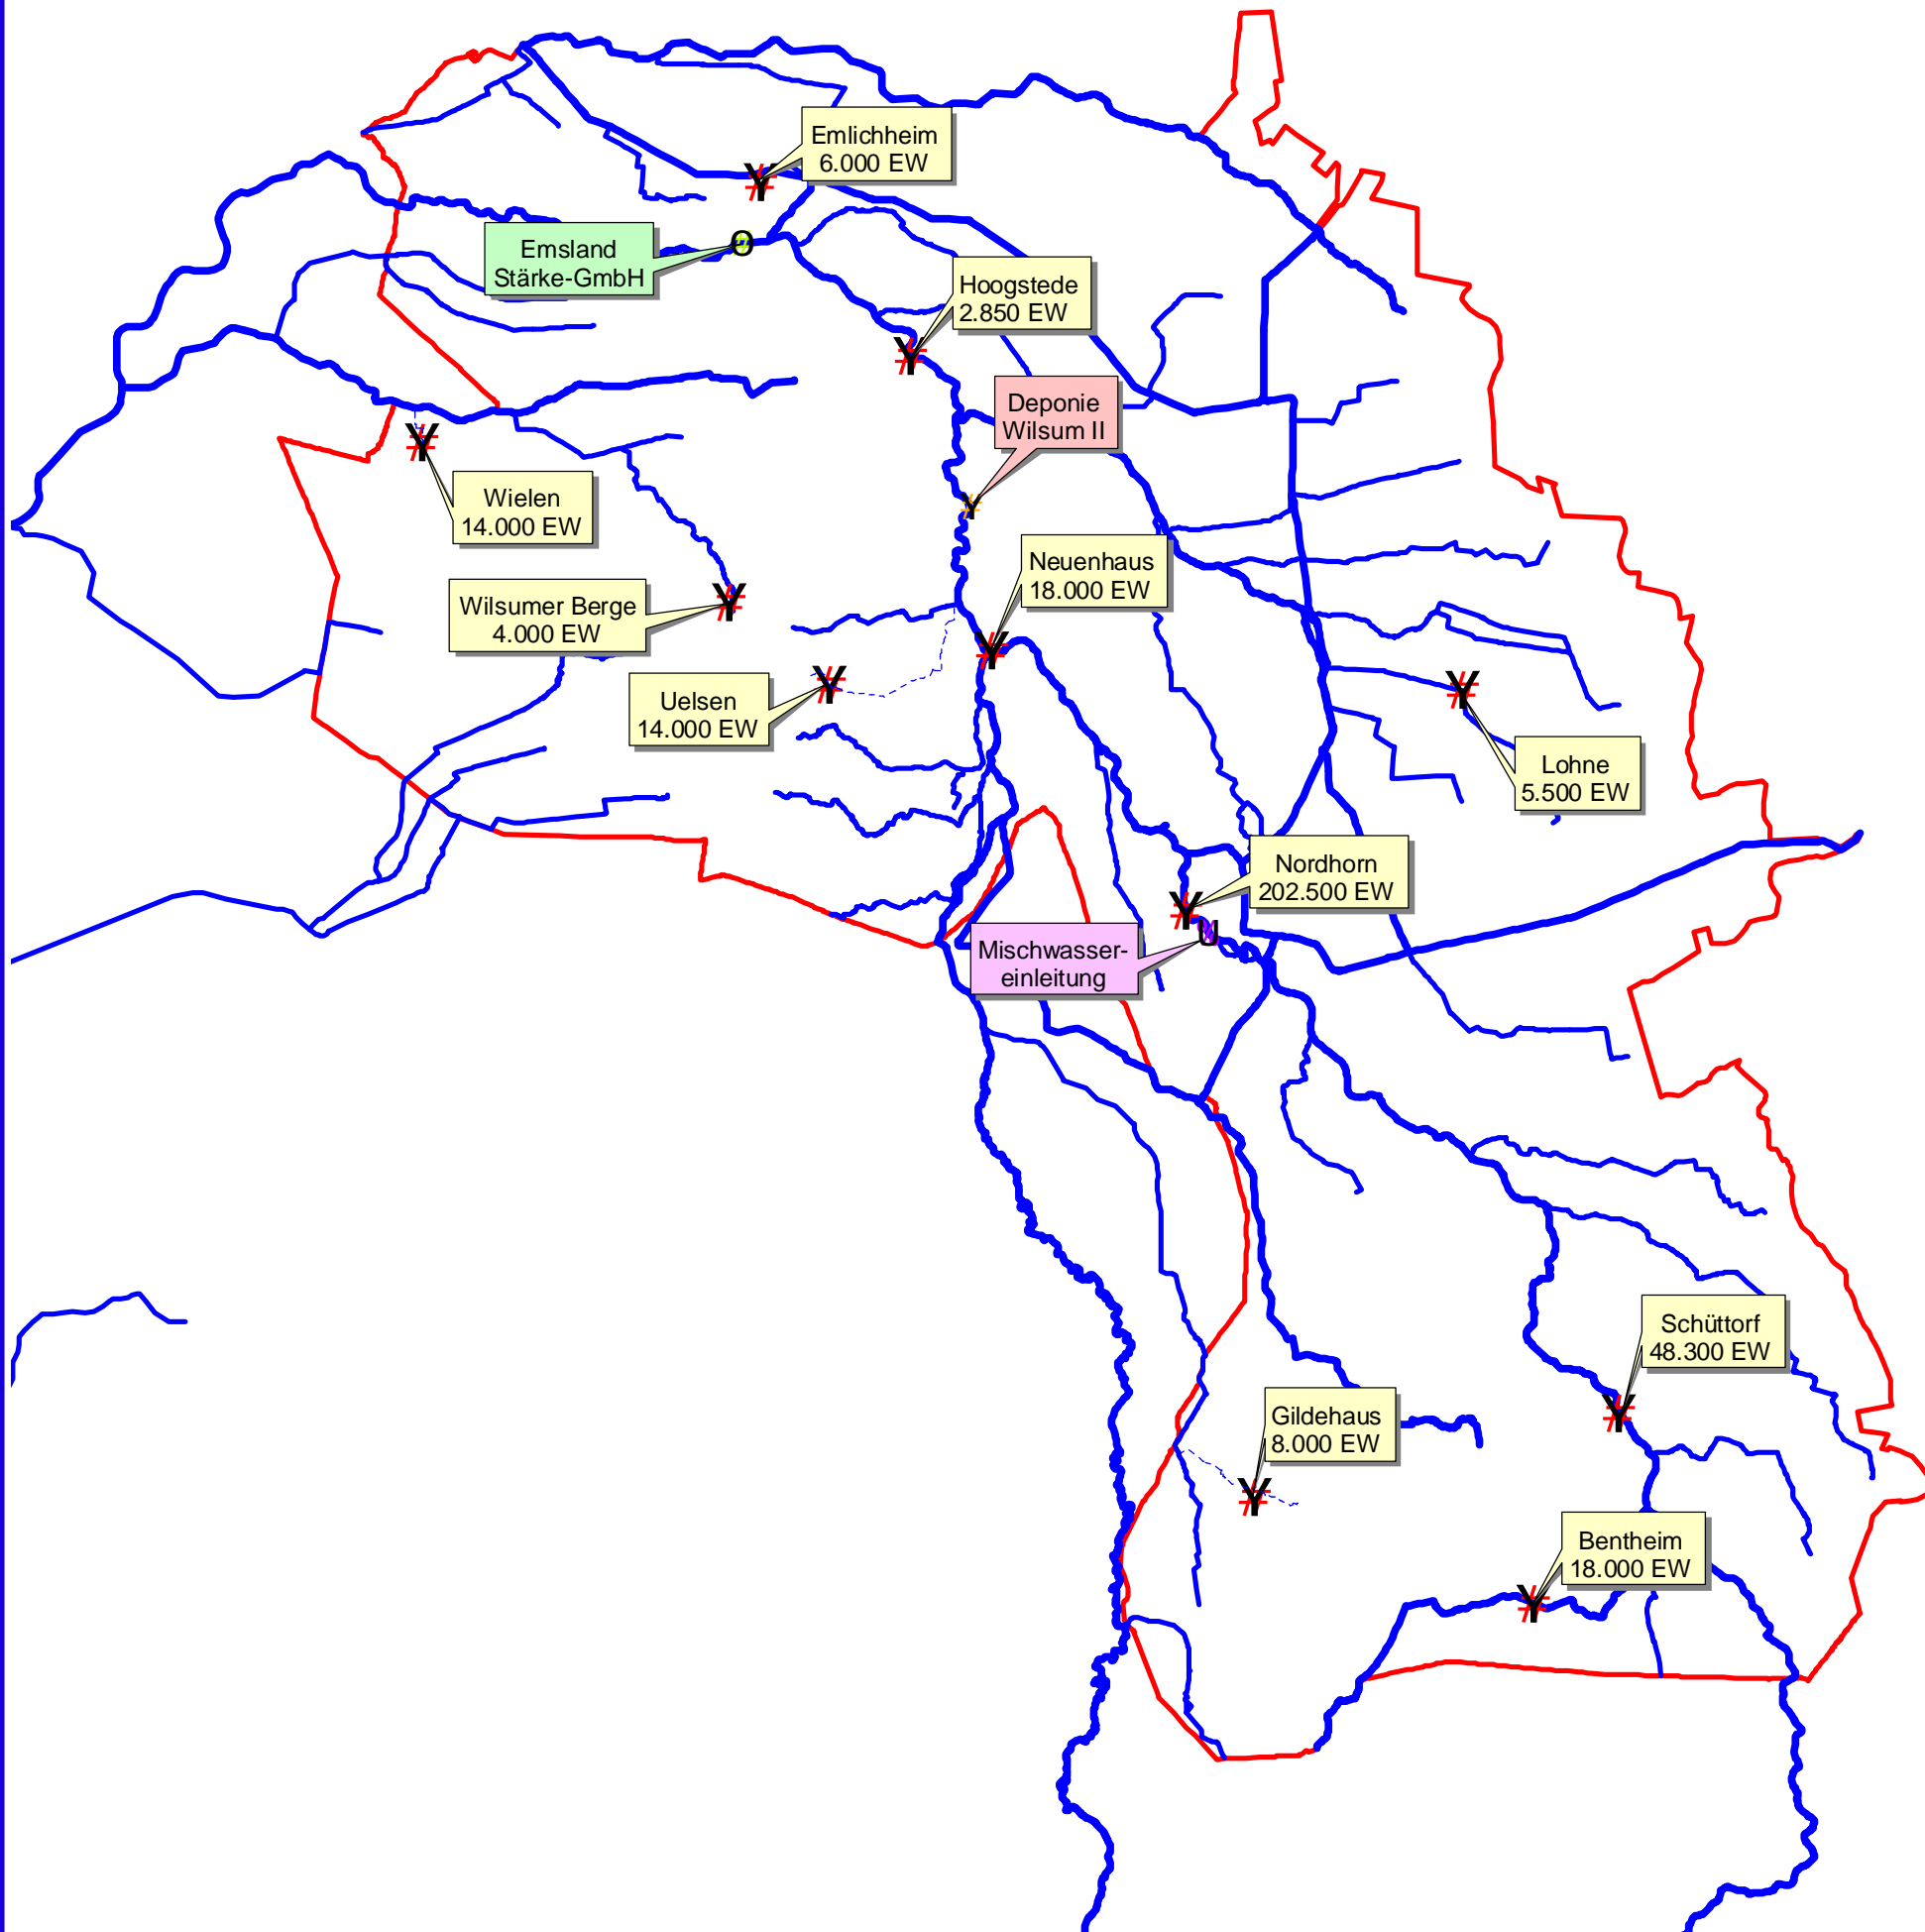 Emlichheim
6.000 EW
Emsland
Stärke-GmbH
Hoogstede
2.850 EW
Deponie
Wilsum II
Wielen
14.000 EW
Neuenhaus
18.000 EW
Wilsumer Berge
4.000 EW
Uelsen
14.000 EW
Lohne
5.500 EW
Nordhorn
202.500 EW
Mischwasser-
einleitung
Schüttorf
48.300 EW
Gildehaus
8.000 EW
Bentheim
18.000 EW